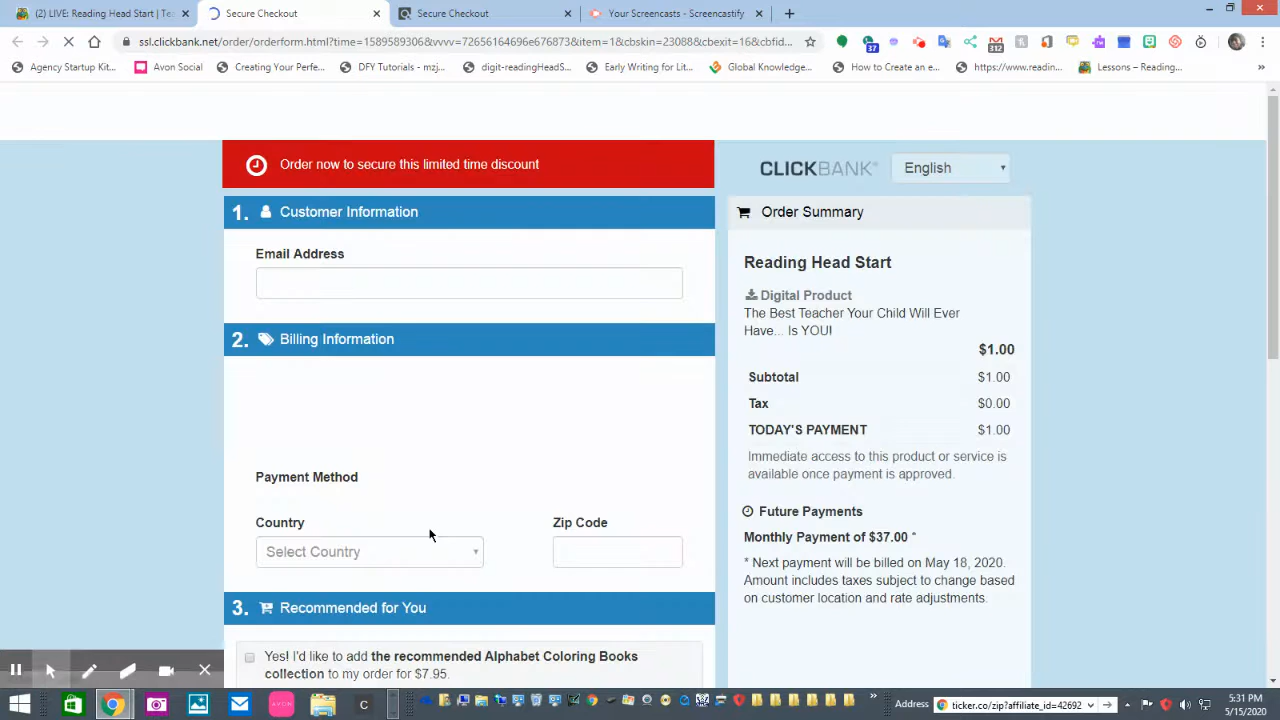 (2) LIVE: Reading Head Start | Tea
Secure Checkout
Secure Checkout
Your Screencasts - Screencastify
ssl.clickbank.net/order/orderform.html?time=1589589306&vvvc=72656164696e676873&item=1&cbskin=23088&cbexit=16&cbfid...
37
312
Agency Startup Kit...
Avon Social
Creating Your Perfe...
DFY Tutorials - mzj...
digit-readingHeadS...
Early Writing for Lit...
Global Knowledge...
How to Create an e...
https://www.readin...
Lessons – Reading...
»
Order now to secure this limited time discount
CLICKBANK®
English
1. Customer Information
Order Summary
Email Address
Reading Head Start
Digital Product
The Best Teacher Your Child Will Ever
Have... Is YOU!
$1.00
2. Billing Information
Subtotal $1.00
Tax $0.00
TODAY'S PAYMENT $1.00
Immediate access to this product or service is
available once payment is approved.
Payment Method
Future Payments
Country
Zip Code
Monthly Payment of $37.00 *
Select Country
* Next payment will be billed on May 18, 2020.
Amount includes taxes subject to change based
on customer location and rate adjustments.
3. Recommended for You
Yes! I'd like to add the recommended Alphabet Coloring Books
collection to my order for $7.95.
AVON
C
»
Address
ticker.co/zip?affiliate_id=42692
5:31 PM
5/15/2020